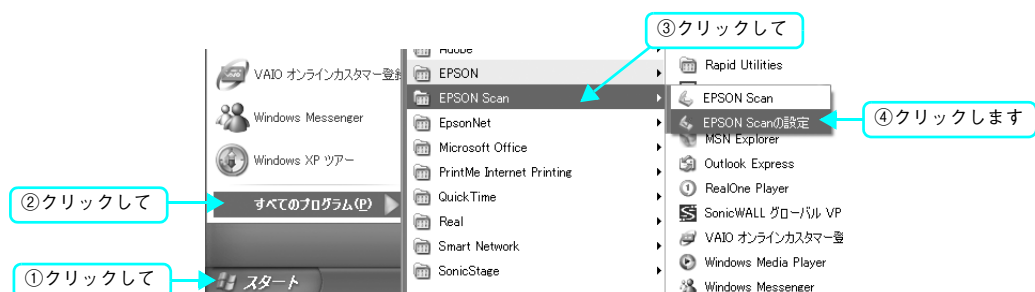 ③クリックして
Adobe
VAIO オンラインカスタマー登録
EPSON
EPSON Scan
Windows Messenger
EpsonNet
Microsoft Office
Windows XP ツアー
PrintMe Internet Printing
②クリックして
すべてのプログラム(P)
QuickTime
Real
Smart Network
①クリックして
スタート
SonicStage
Rapid Utilities
EPSON Scan
EPSON Scanの設定
④クリックします
MSN Explorer
Outlook Express
RealOne Player
SonicWALL グローバル VP
VAIO オンラインカスタマー登
Windows Media Player
Windows Messenger